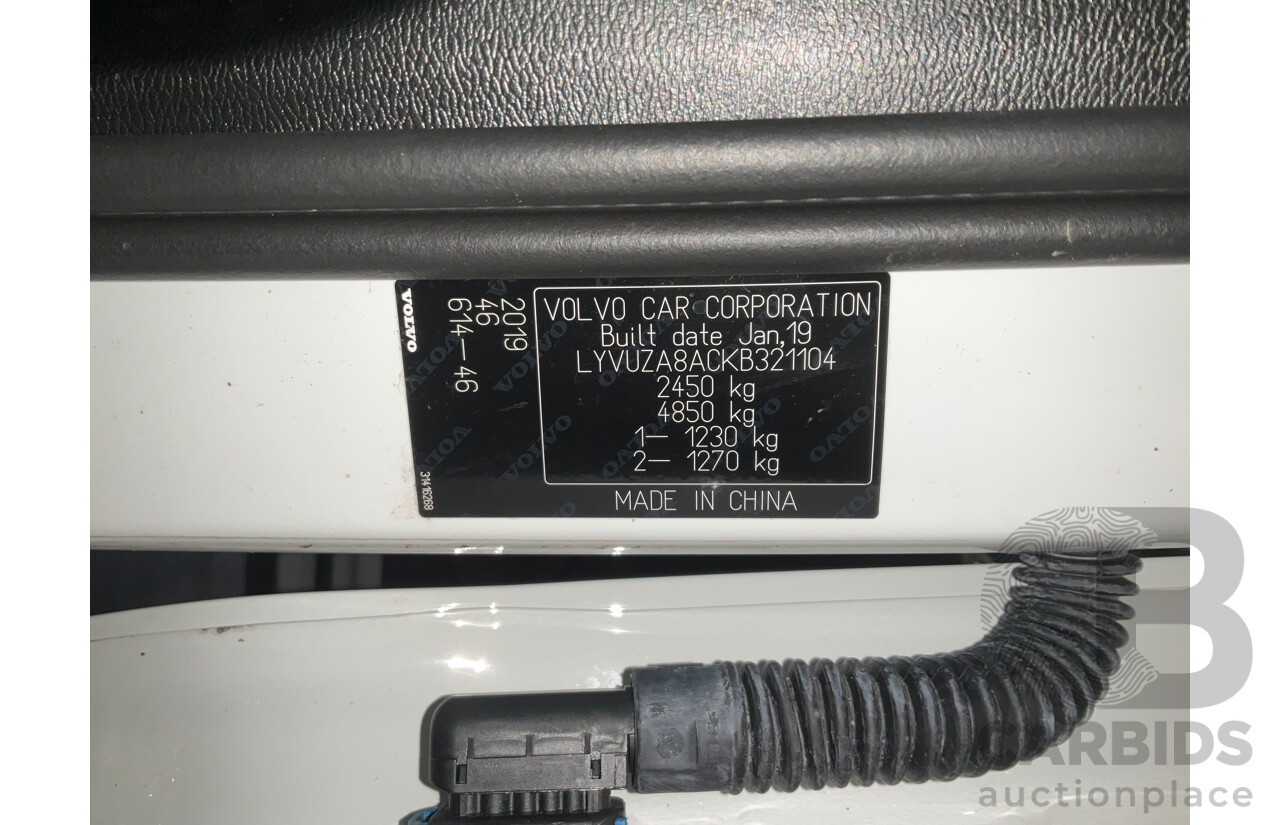 VOLVO
2019
46
614-46
31416268
VOLVO CAR CORPORATION
Built date Jan,19
LYVUZA8ACKB321104
2450 kg
4850 kg
1— 1230 kg
2— 1270 kg
MADE IN CHINA
CARBIDS
auctionplace